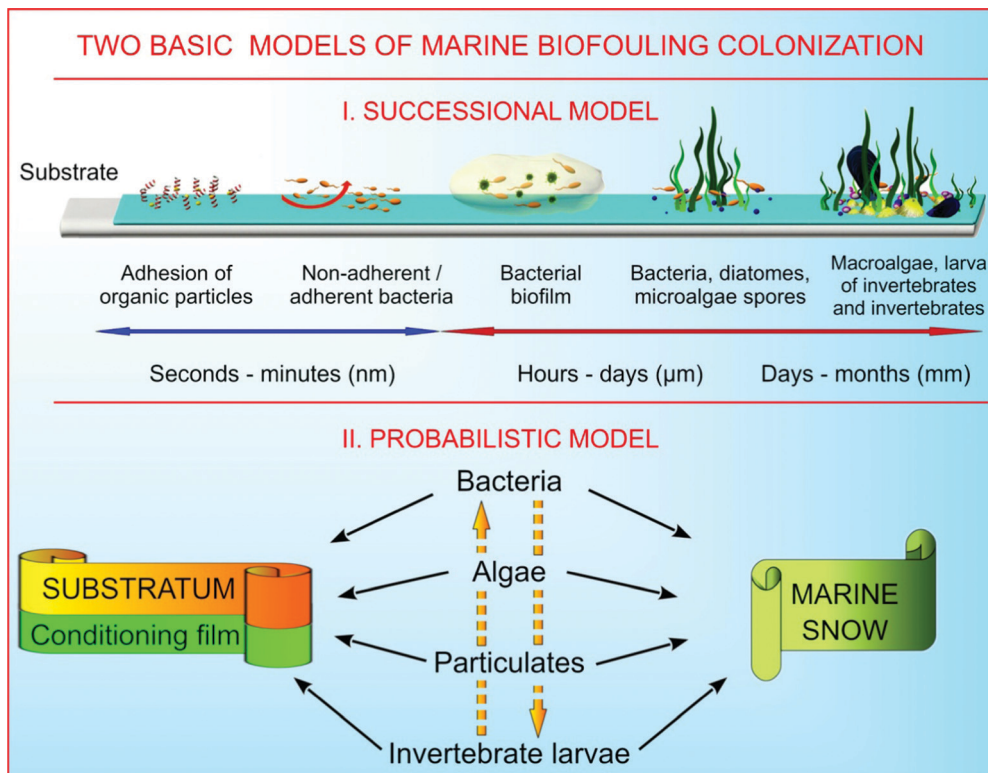 TWO BASIC MODELS OF MARINE BIOFOULING COLONIZATION
I. SUCCESSIONAL MODEL
Substrate
Adhesion of
organic particles
Non-adherent /
adherent bacteria
Bacterial
biofilm
Bacteria, diatomes,
microalgae spores
Macroalgae, larva
of invertebrates
and invertebrates
Seconds - minutes (nm)
Hours - days (µm)
Days - months (mm)
II. PROBABILISTIC MODEL
Bacteria
Algae
Particulates
Invertebrate larvae
SUBSTRATUM
Conditioning film
MARINE
SNOW